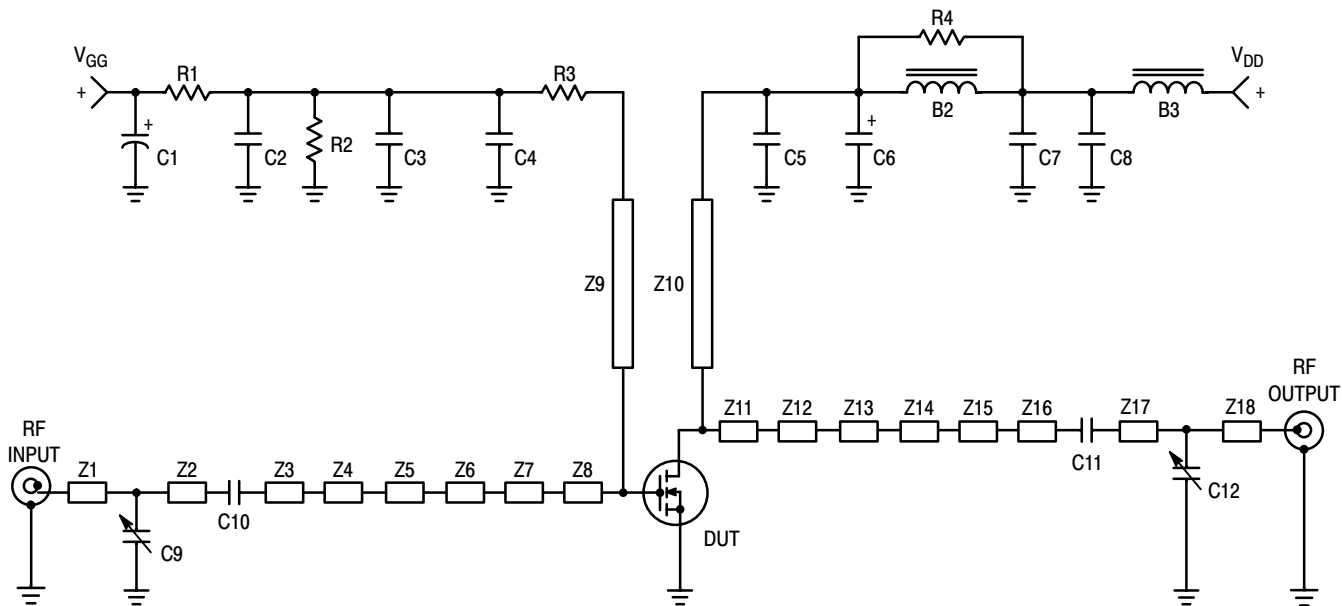 R4
VGG
R1
R3
VDD
+
+
B2
B3
+
C1
C2
R2
C3
C4
C5
+
C6
C7
C8
Z9
Z10
RF
OUTPUT
Z11
Z12
Z13
Z14
Z15
Z16
Z17
Z18
RF
INPUT
C11
Z1
Z2
Z3
Z4
Z5
Z6
Z7
Z8
C12
C10
DUT
C9